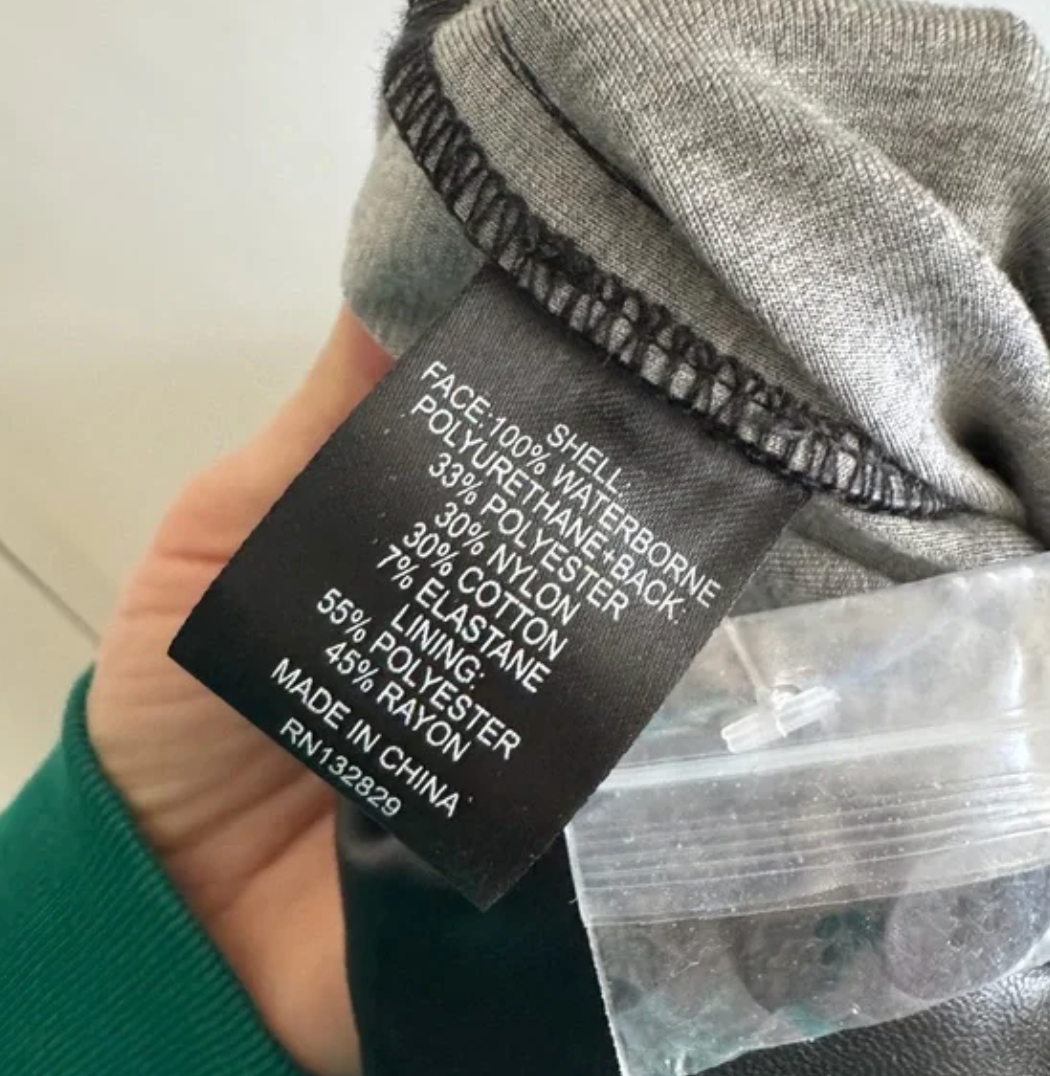 SHELL:
FACE:100% WATERBORNE
POLYURETHANE+BACK.
33% POLYESTER
30% NYLON
30% COTTON
7% ELASTANE
LINING:
55% POLYESTER
45% RAYON
MADE IN CHINA
RN132829